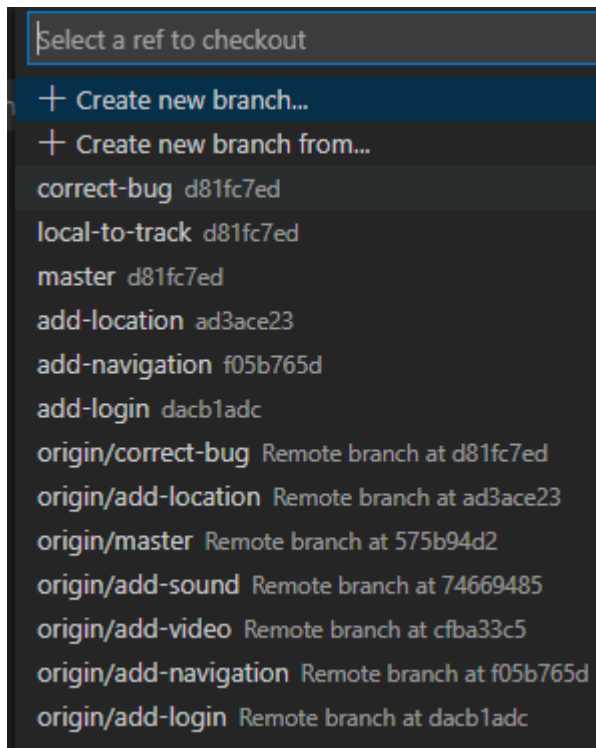 Select a ref to checkout
+ Create new branch...
+ Create new branch from...
correct-bug d81fc7ed
local-to-track d81fc7ed
master d81fc7ed
add-location ad3ace23
add-navigation f05b765d
add-login dacb1adc
origin/correct-bug Remote branch at d81fc7ed
origin/add-location Remote branch at ad3ace23
origin/master Remote branch at 575b94d2
origin/add-sound Remote branch at 74669485
origin/add-video Remote branch at cfba33c5
origin/add-navigation Remote branch at f05b765d
origin/add-login Remote branch at dacb1adc